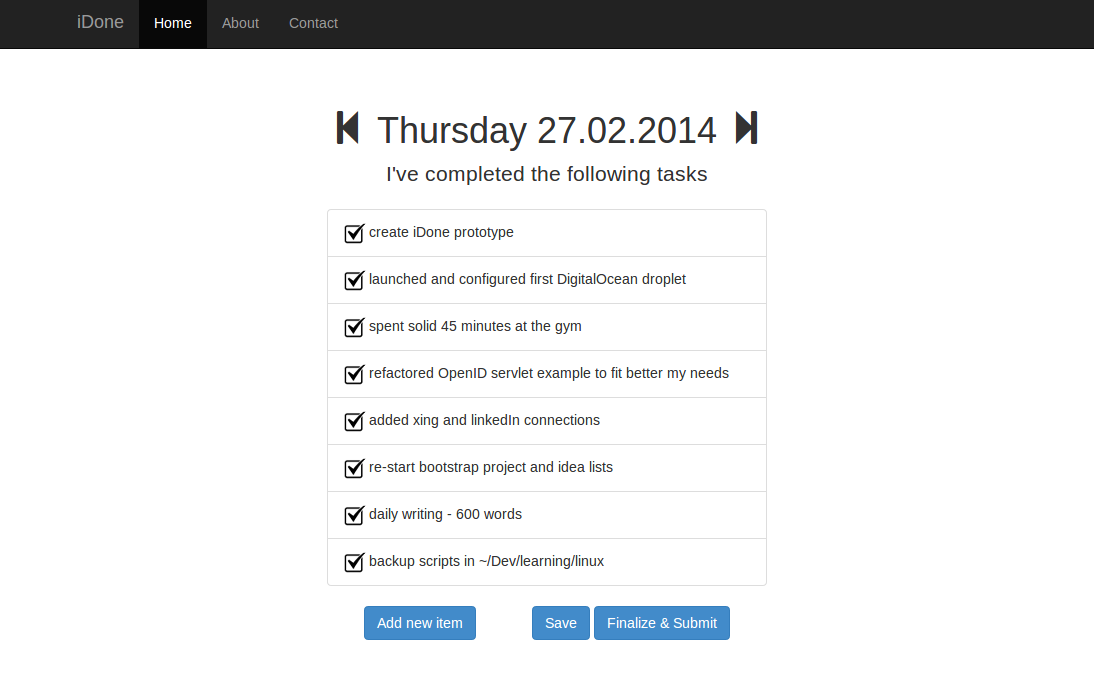 iDone Home About Contact
Thursday 27.02.2014
I've completed the following tasks
create iDone prototype
launched and configured first DigitalOcean droplet
spent solid 45 minutes at the gym
refactored OpenID servlet example to fit better my needs
added xing and linkedIn connections
re-start bootstrap project and idea lists
daily writing - 600 words
backup scripts in ~/Dev/learning/linux
Add new item Save Finalize & Submit